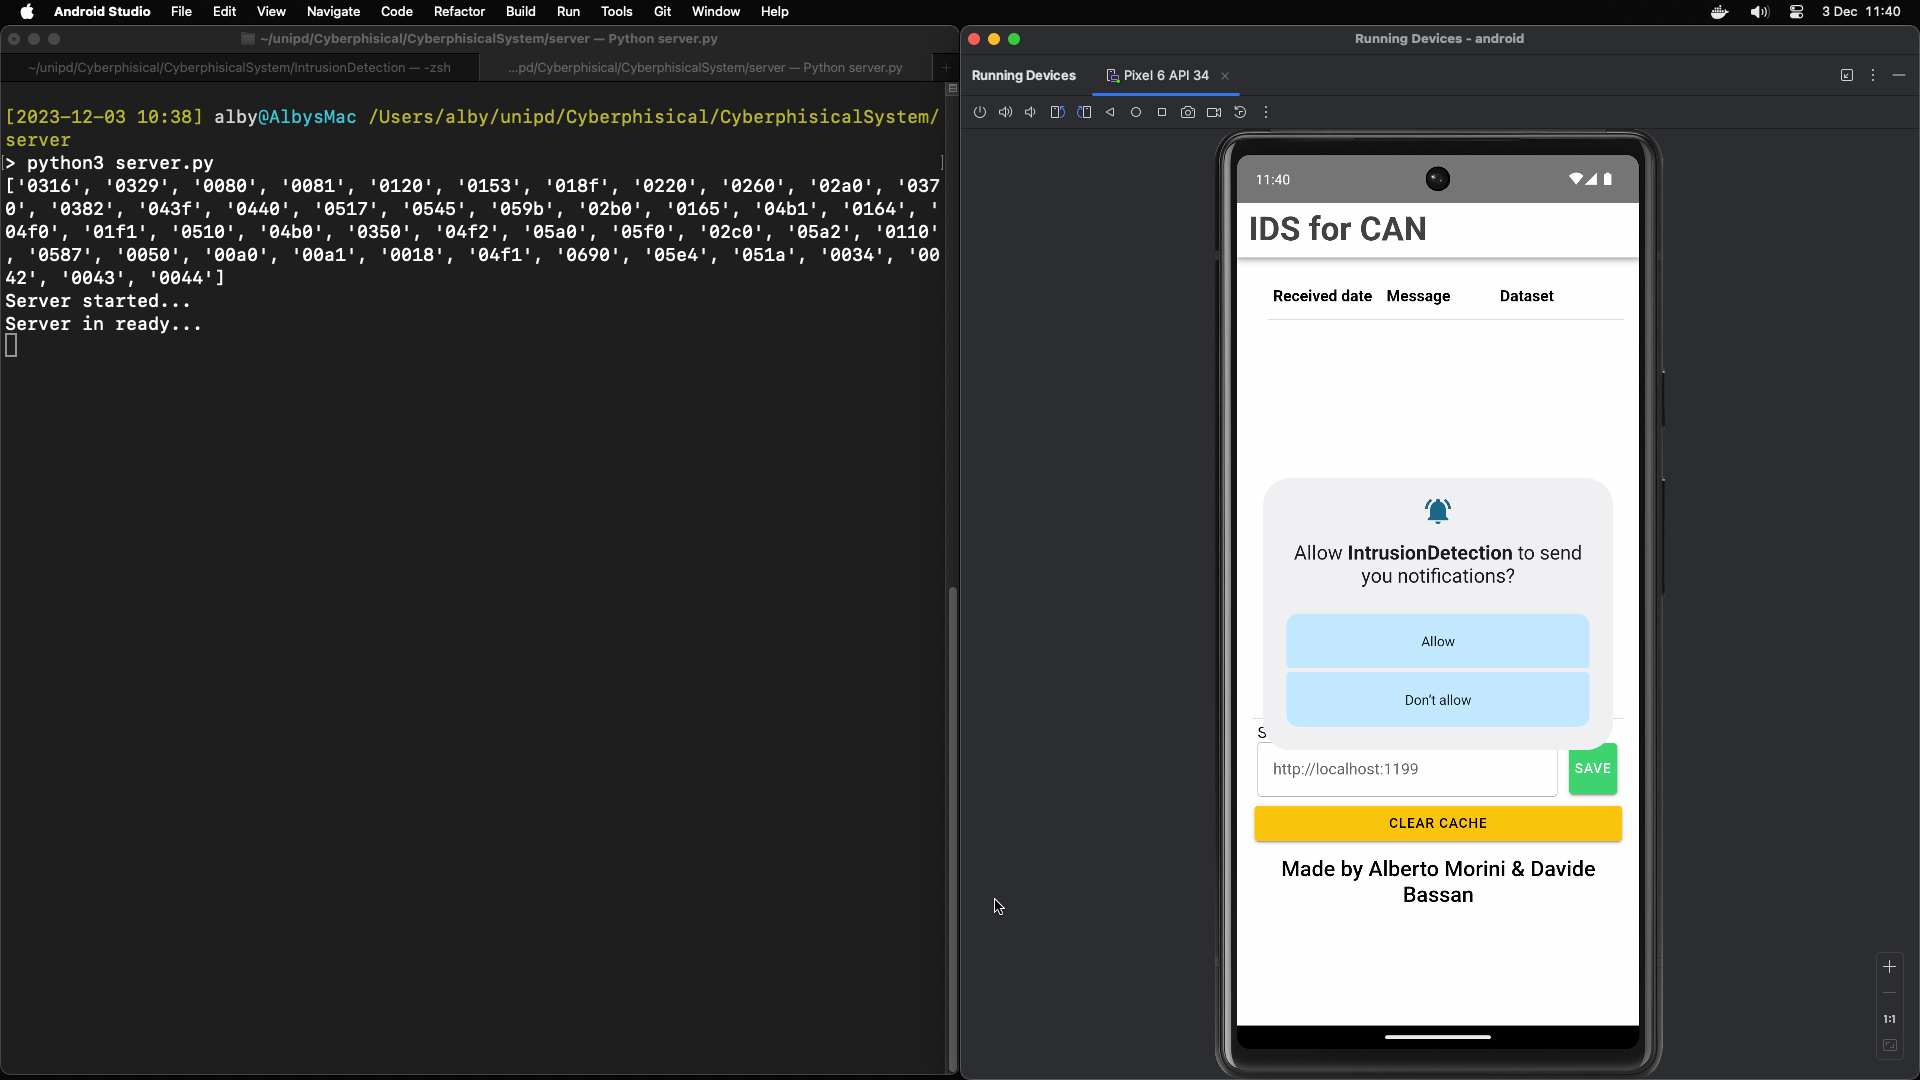 Android Studio File Edit View Navigate Code Refactor Build Run Tools Git Window Help 3 Dec 11:40
~/unipd/Cyberphisical/CyberphisicalSystem/server — Python server.py
~/unipd/Cyberphisical/CyberphisicalSystem/IntrusionDetection — -zsh
...pd/Cyberphisical/CyberphisicalSystem/server — Python server.py
[2023-12-03 10:38] alby@AlbysMac /Users/alby/unipd/Cyberphisical/CyberphisicalSystem/
server
[> python3 server.py ]
['0316', '0329', '0080', '0081', '0120', '0153', '018f', '0220', '0260', '02a0', '037
0', '0382', '043f', '0440', '0517', '0545', '059b', '02b0', '0165', '04b1', '0164', '
04f0', '01f1', '0510', '04b0', '0350', '04f2', '05a0', '05f0', '02c0', '05a2', '0110'
, '0587', '0050', '00a0', '00a1', '0018', '04f1', '0690', '05e4', '051a', '0034', '00
42', '0043', '0044']
Server started...
Server in ready...
Running Devices - android
Running Devices Pixel 6 API 34
11:40
IDS for CAN
Received date Message Dataset
Allow IntrusionDetection to send
you notifications?
Allow
Don't allow
S
http://localhost:1199 SAVE
CLEAR CACHE
Made by Alberto Morini & Davide
Bassan
1:1